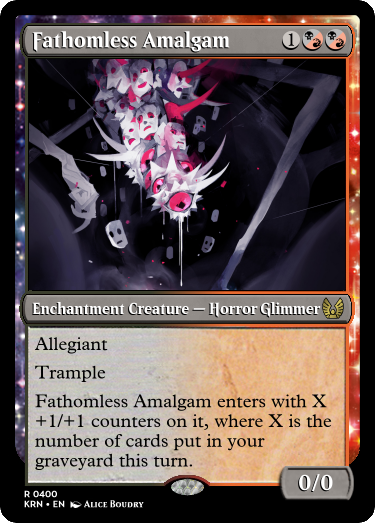 Fathomless Amalgam 1
Enchantment Creature — Horror Glimmer
Allegiant
Trample
Fathomless Amalgam enters with X
+1/+1 counters on it, where X is the
number of cards put in your
graveyard this turn.
0/0
R 0400
KRN • EN Alice Boudry